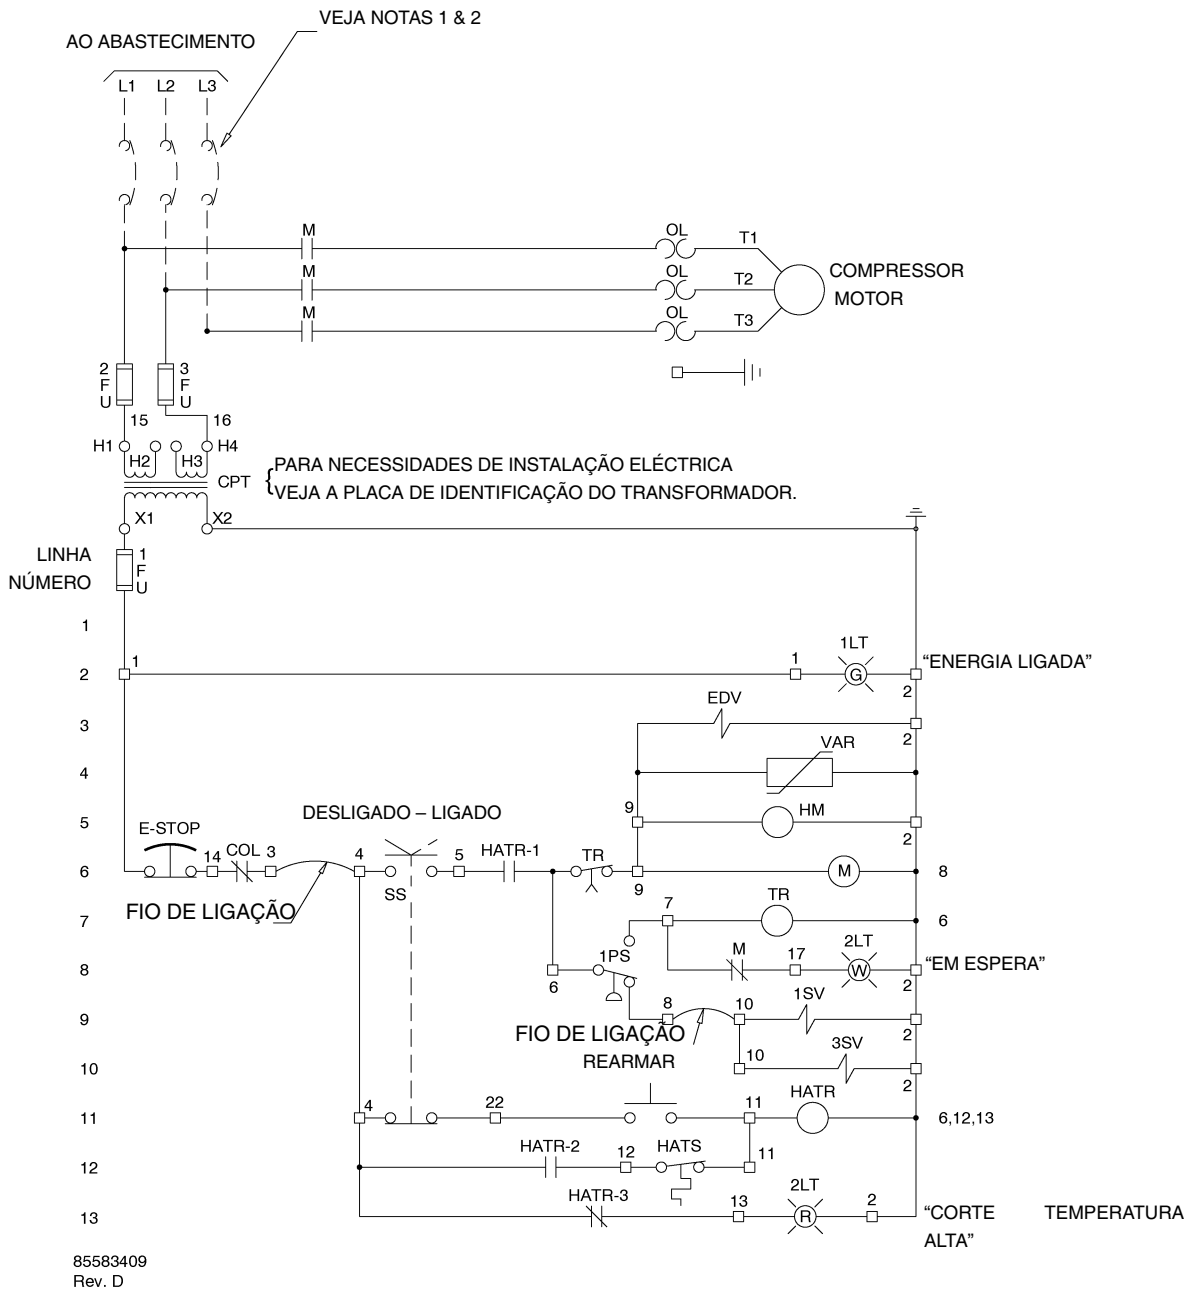 VEJA NOTAS 1 & 2
AO ABASTECIMENTO
L1 L2 L3
M OL T1
M OL T2
COMPRESSOR
MOTOR
M OL T3
2
F
U
3
F
U
15 16
H1 H2 H3 H4
CPT { PARA NECESSIDADES DE INSTALAÇÃO ELÉCTRICA
VEJA A PLACA DE IDENTIFICAÇÃO DO TRANSFORMADOR.
X1 X2
LINHA
NÚMERO
1
F
U
1
1LT
2 1 1 G 2 “ENERGIA LIGADA”
EDV
3 2
VAR
4
DESLIGADO – LIGADO
5 9 HM 2
E-STOP
6 14 COL 3 4 SS 5 HATR-1 TR 9 M 8
FIO DE LIGAÇÃO
7 7 TR 6
8 6 1PS M 17 2LT W 2 “EM ESPERA”
9 8 10 1SV 2
FIO DE LIGAÇÃO
REARMAR
10 10 3SV 2
11 4 22 11 HATR 6,12,13
12 HATR-2 12 HATS 11
13 HATR-3 13 2LT R 2 “CORTE TEMPERATURA
ALTA”
85583409
Rev. D